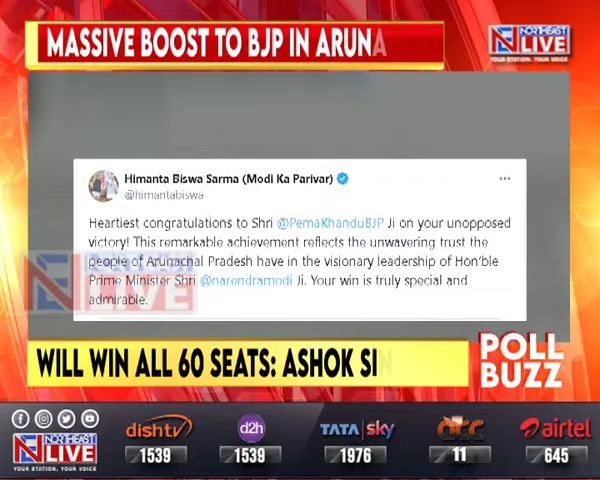 MASSIVE BOOST TO BJP IN ARUNA
NORTHEAST
LIVE
YOUR STATION. YOUR VOICE
Himanta Biswa Sarma (Modi Ka Parivar)
@himantabiswa
Heartiest congratulations to Shri @PemaKhanduBJP Ji on your unopposed
victory! This remarkable achievement reflects the unwavering trust the
people of Arunachal Pradesh have in the visionary leadership of Hon'ble
Prime Minister Shri @narendramodi Ji. Your win is truly special and
admirable.
NORTHEAST
LIVE
WILL WIN ALL 60 SEATS: ASHOK SI
POLL
BUZZ
NORTHEAST
LIVE
YOUR STATION. YOUR VOICE
dishtv
1539
d2h
1539
TATA sky
1976
11
airtel
645